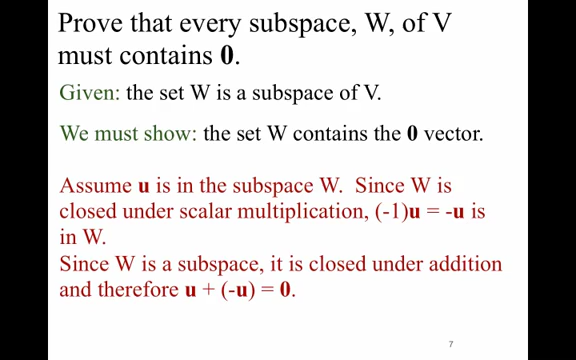 Prove that every subspace, W, of V
must contains 0.
Given: the set W is a subspace of V.
We must show: the set W contains the 0 vector.
Assume u is in the subspace W. Since W is
closed under scalar multiplication, (-1)u = -u is
in W.
Since W is a subspace, it is closed under addition
and therefore u + (-u) = 0.
7